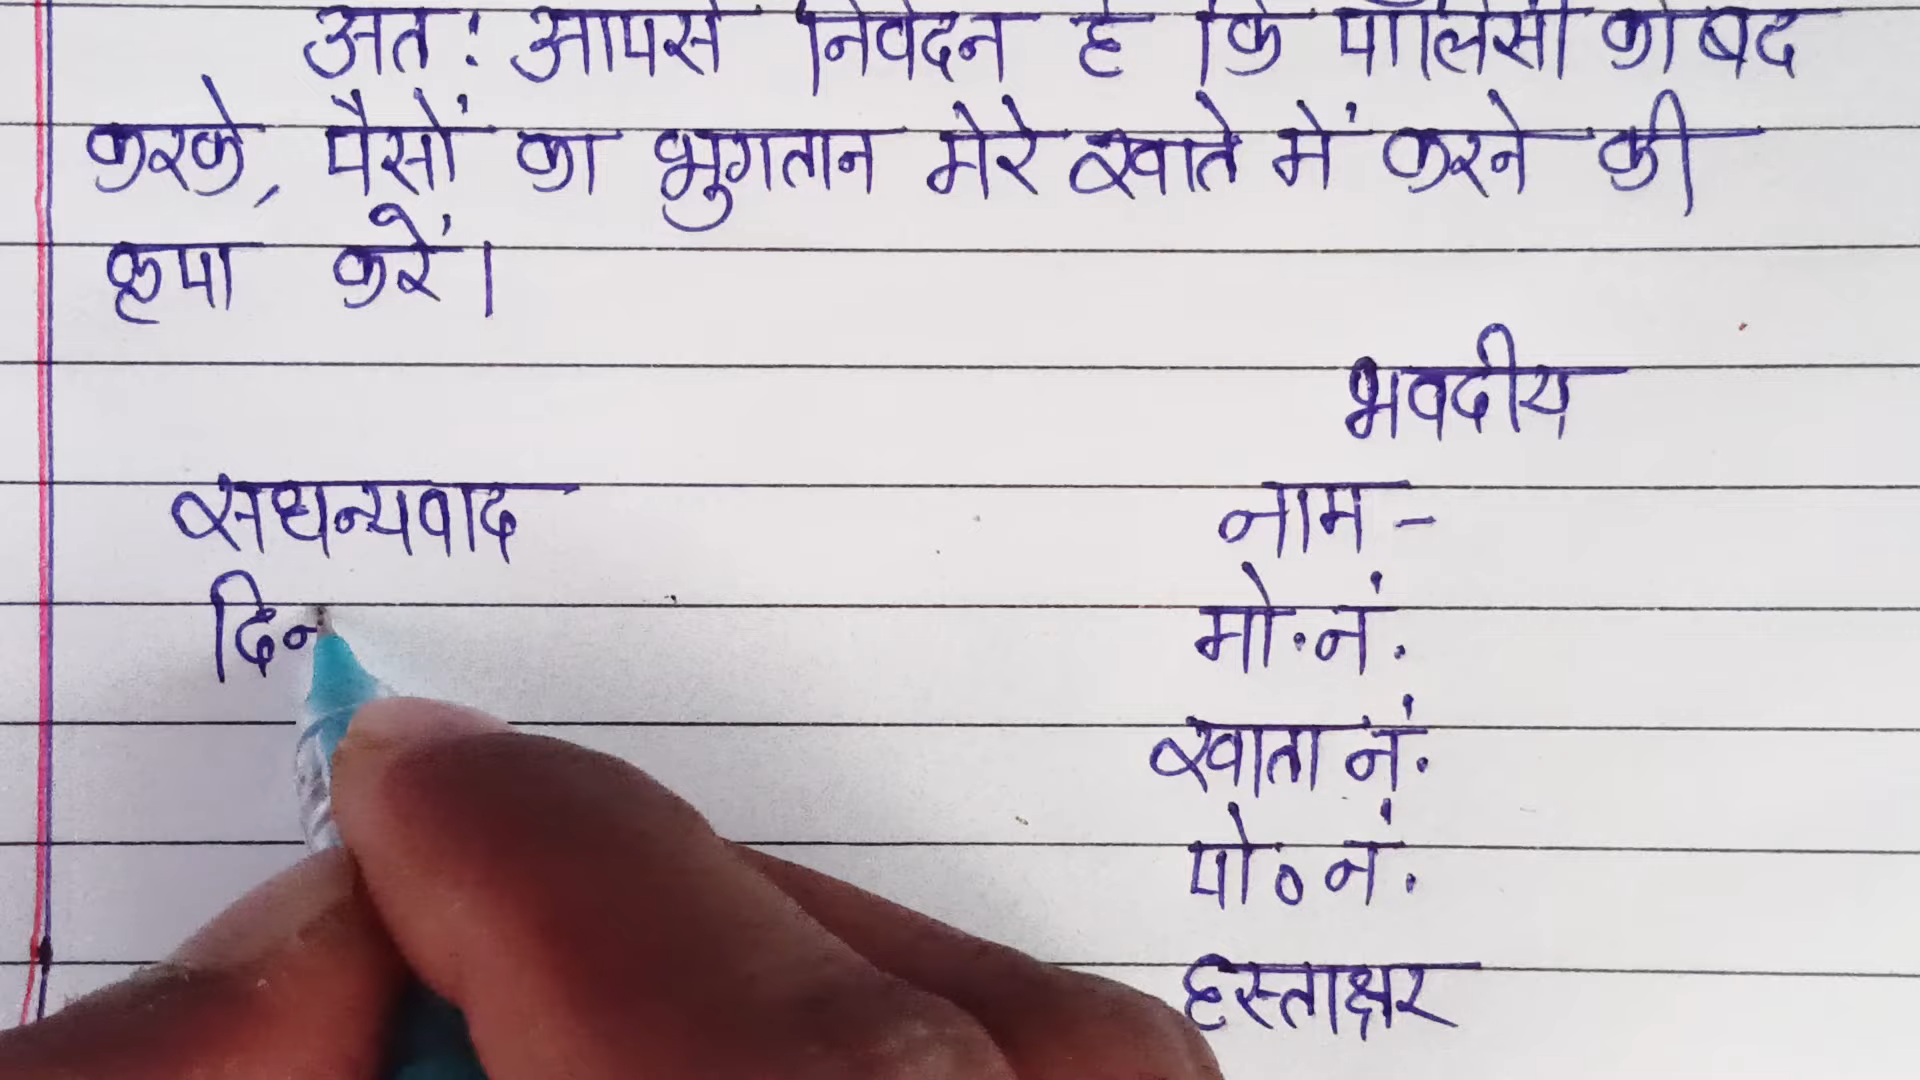 अतः आपसे निवेदन है कि पॉलिसी को बंद
करके, पैसों का भुगतान मेरे खाते में करने की
कृपा करें।
भवदीय
सधन्यवाद
नाम -
दिन
मो॰नं.
खाता नं.
पो॰नं.
हस्ताक्षर